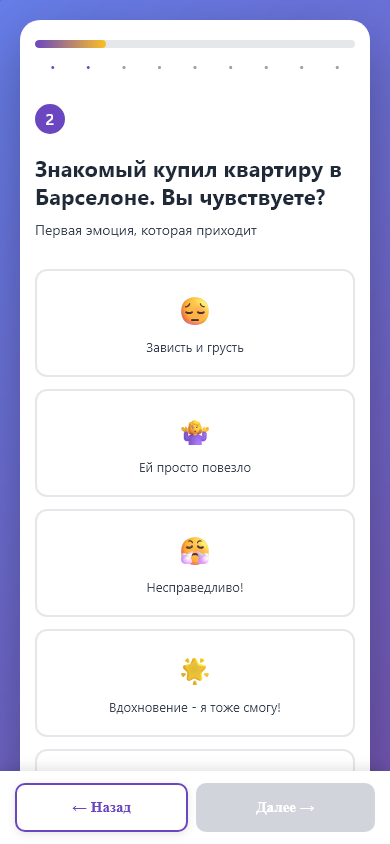 2
Знакомый купил квартиру в
Барселоне. Вы чувствуете?
Первая эмоция, которая приходит
Зависть и грусть
Ей просто повезло
Несправедливо!
Вдохновение - я тоже смогу!
← Назад
Далее →